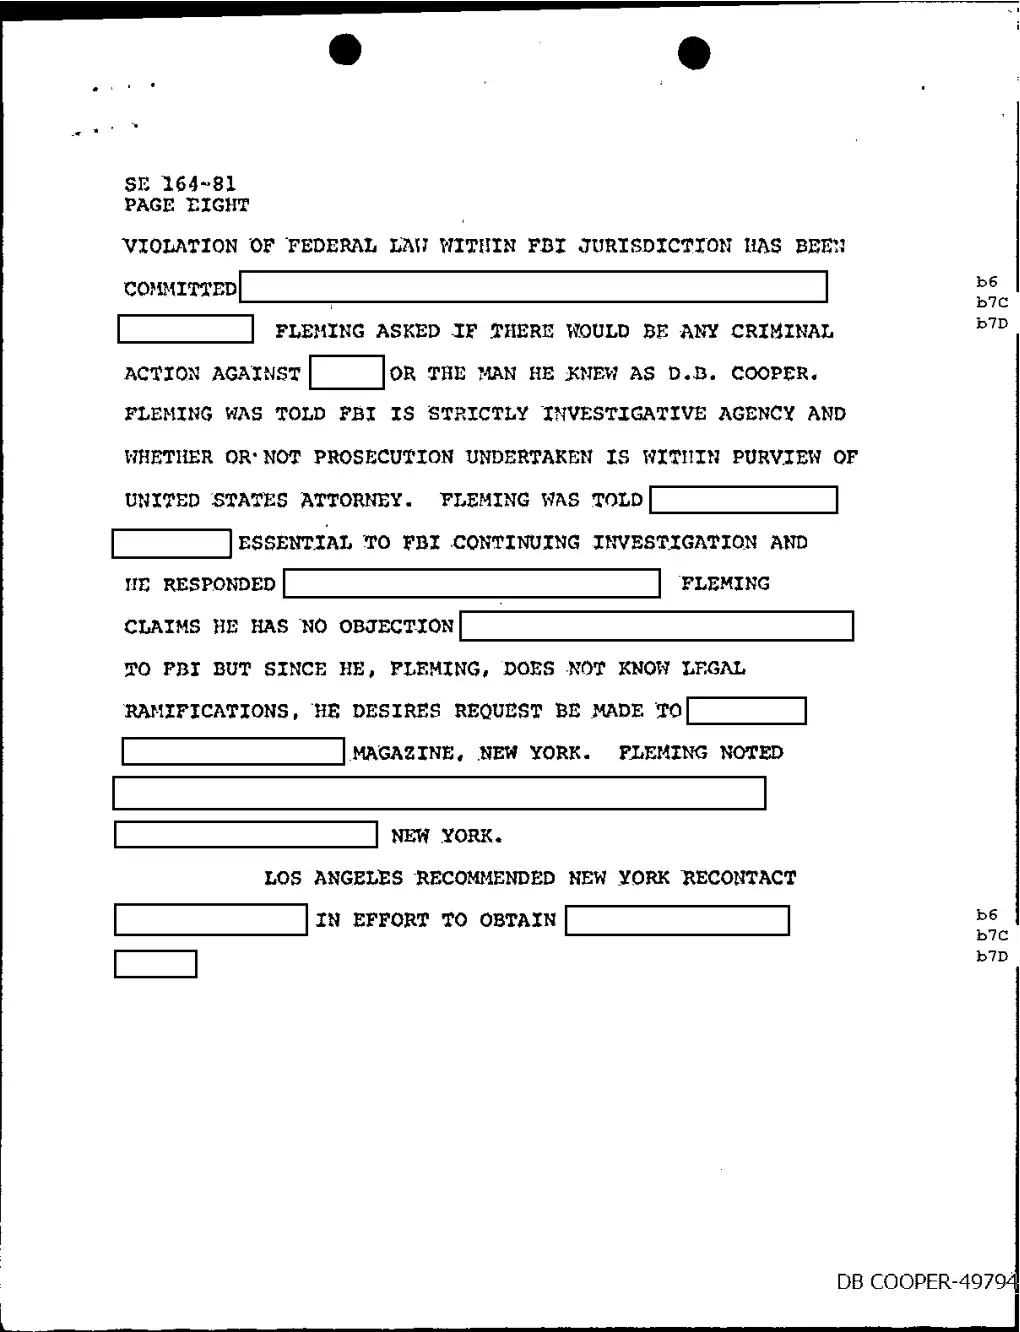 SE 164-81
PAGE EIGHT
VIOLATION OF FEDERAL LAW WITHIN FBI JURISDICTION HAS BEEN
COMMITTED
b6
b7C
b7D
FLEMING ASKED IF THERE WOULD BE ANY CRIMINAL
ACTION AGAINST OR THE MAN HE KNEW AS D.B. COOPER.
FLEMING WAS TOLD FBI IS STRICTLY INVESTIGATIVE AGENCY AND
WHETHER OR NOT PROSECUTION UNDERTAKEN IS WITHIN PURVIEW OF
UNITED STATES ATTORNEY. FLEMING WAS TOLD
ESSENTIAL TO FBI CONTINUING INVESTIGATION AND
HE RESPONDED FLEMING
CLAIMS HE HAS NO OBJECTION
TO FBI BUT SINCE HE, FLEMING, DOES NOT KNOW LEGAL
RAMIFICATIONS, HE DESIRES REQUEST BE MADE TO
MAGAZINE, NEW YORK. FLEMING NOTED
NEW YORK.
LOS ANGELES RECOMMENDED NEW YORK RECONTACT
IN EFFORT TO OBTAIN
b6
b7C
b7D
DB COOPER-49794